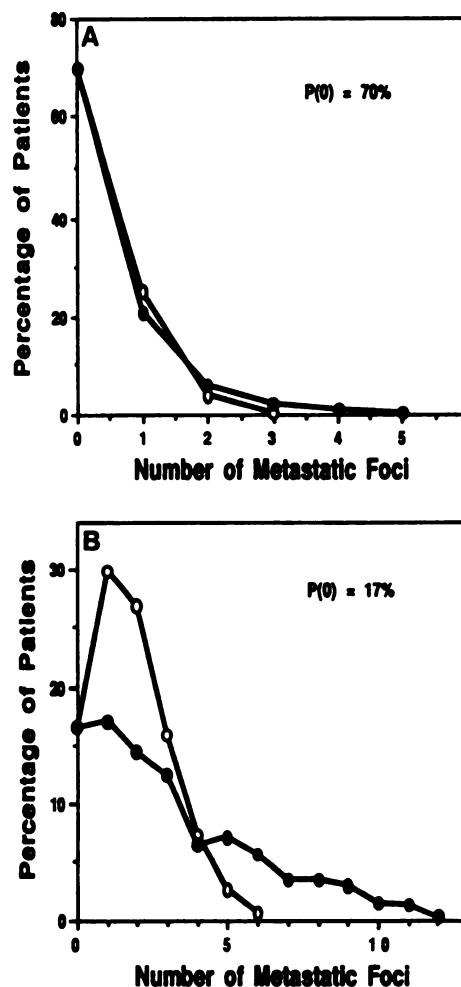 A
80
P(0) = 70%
60
40
20
0
0 1 2 3 4 5
Percentage of Patients
Number of Metastatic Foci
B
30
P(0) = 17%
20
10
0
0 5 10
Percentage of Patients
Number of Metastatic Foci